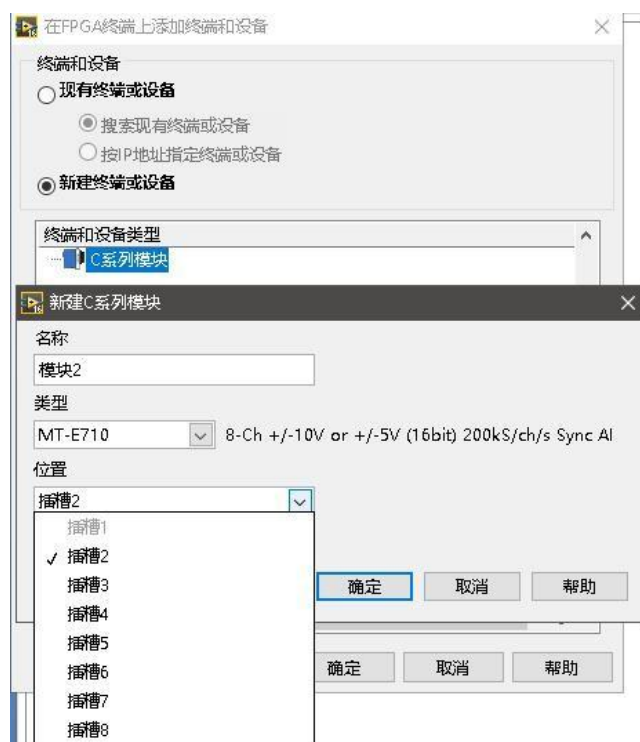 在FPGA终端上添加终端和设备
终端和设备
现有终端或设备
搜索现有终端或设备
按IP地址指定终端或设备
新建终端或设备
终端和设备类型
C系列模块
新建C系列模块
名称
模块2
类型
MT-E710 8-Ch +/-10V or +/-5V (16bit) 200kS/ch/s Sync AI
位置
插槽2
插槽1
插槽2
插槽3
确定 取消 帮助
插槽4
插槽5
插槽6
确定 取消 帮助
插槽7
插槽8